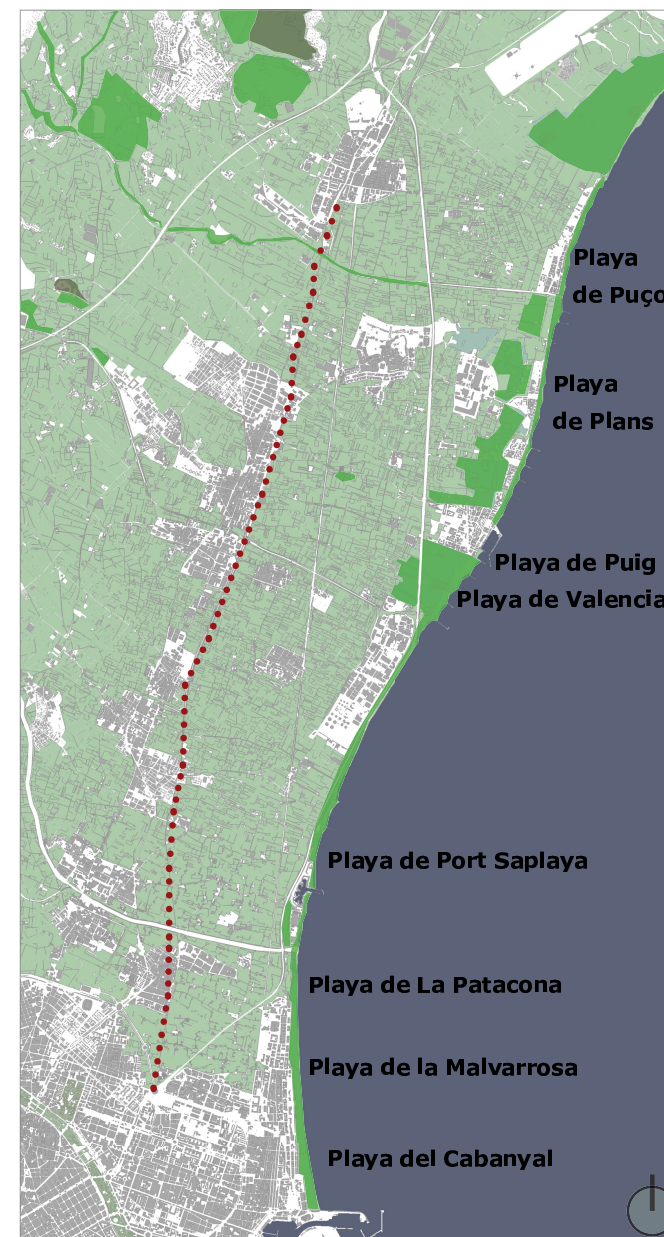 Playa
de Puço
Playa
de Plans
Playa de Puig
Playa de Valencia
Playa de Port Saplaya
Playa de La Patacona
Playa de la Malvarrosa
Playa del Cabanyal